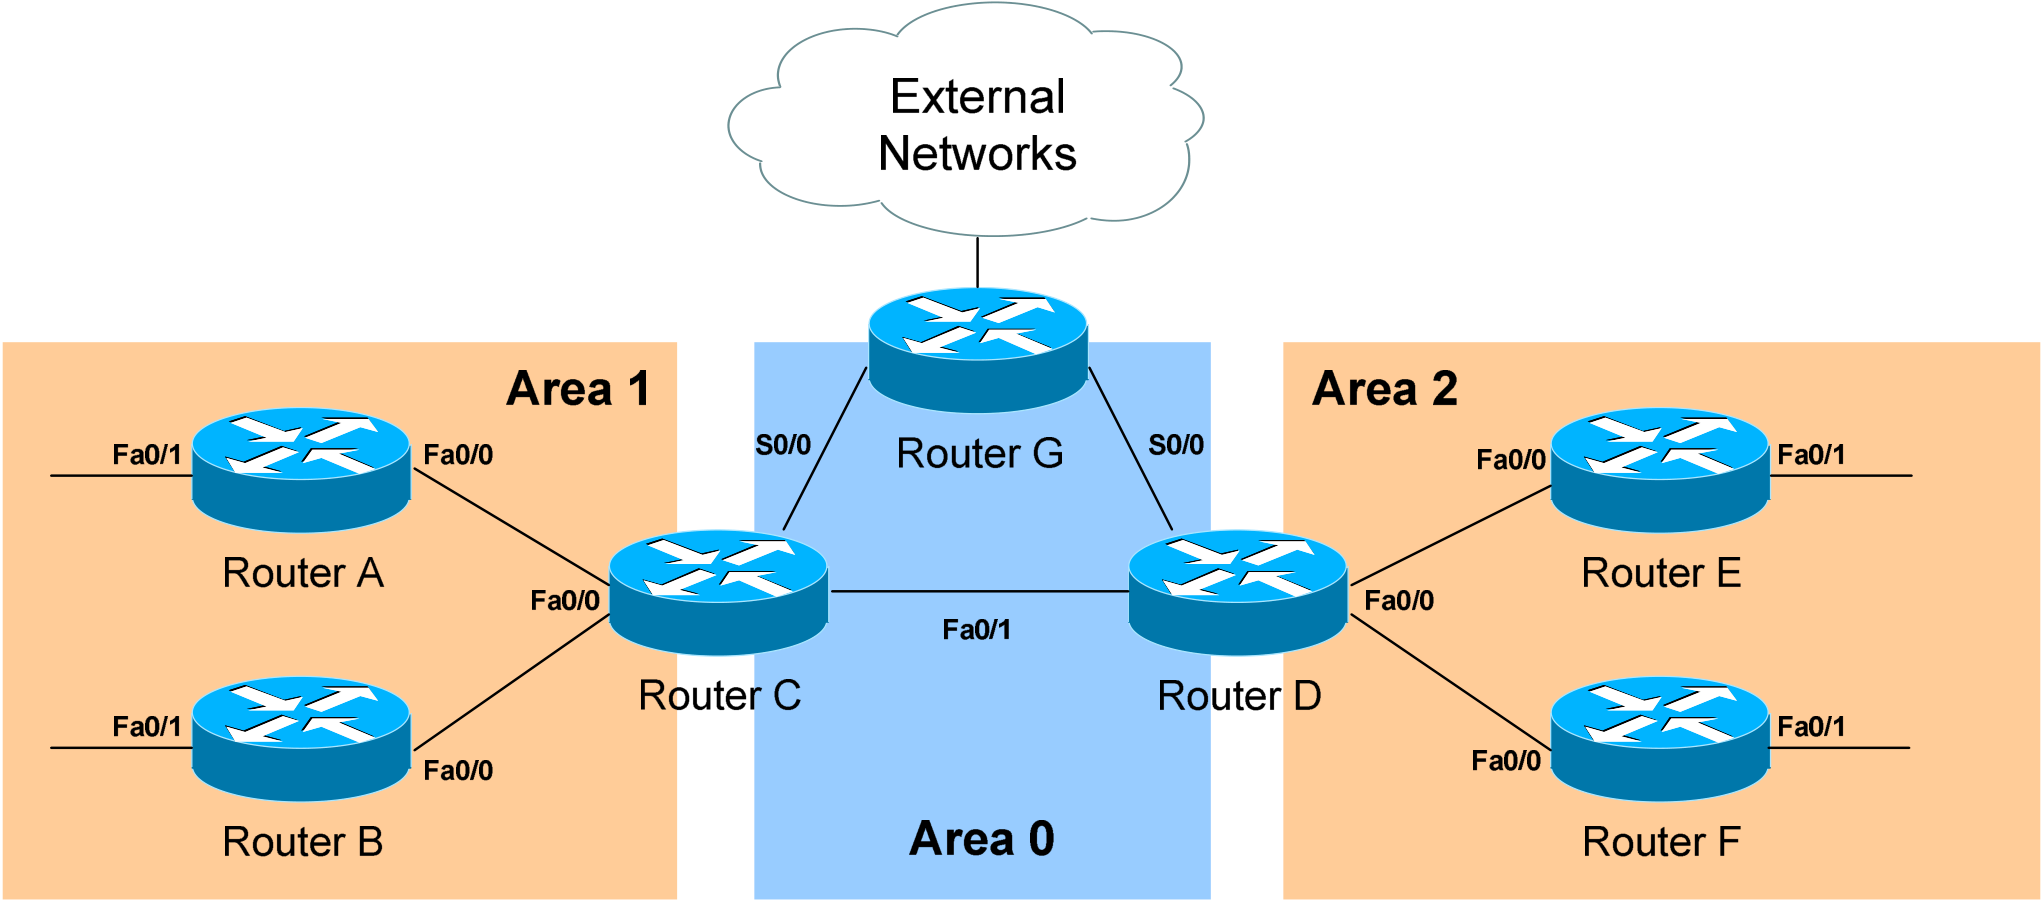 External
Networks
Area 1
Area 2
S0/0
Router G
S0/0
Fa0/1
Fa0/0
Router A
Fa0/0
Fa0/1
Router B
Fa0/0
Router C
Fa0/1
Router D
Fa0/0
Fa0/0
Fa0/1
Router E
Fa0/0
Fa0/1
Router F
Area 0